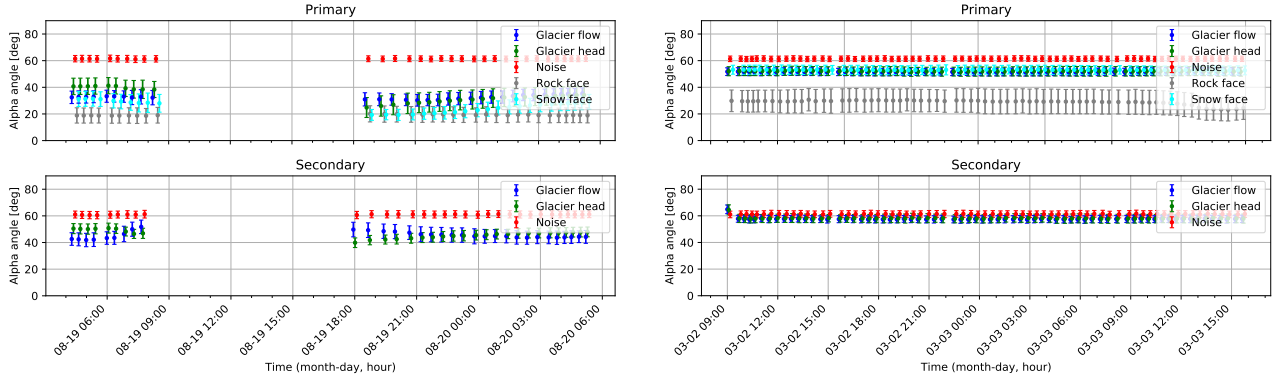 Primary
Alpha angle [deg]
80
60
40
20
0
Glacier flow
Glacier head
Noise
Rock face
Snow face
Secondary
Alpha angle [deg]
80
60
40
20
0
Glacier flow
Glacier head
Noise
08-19 06:00
08-19 09:00
08-19 12:00
08-19 15:00
08-19 18:00
08-19 21:00
08-20 00:00
08-20 03:00
08-20 06:00
Time (month-day, hour)
Primary
Alpha angle [deg]
80
60
40
20
0
Glacier flow
Glacier head
Noise
Rock face
Snow face
Secondary
Alpha angle [deg]
80
60
40
20
0
Glacier flow
Glacier head
Noise
03-02 09:00
03-02 12:00
03-02 15:00
03-02 18:00
03-02 21:00
03-03 00:00
03-03 03:00
03-03 06:00
03-03 09:00
03-03 12:00
03-03 15:00
Time (month-day, hour)